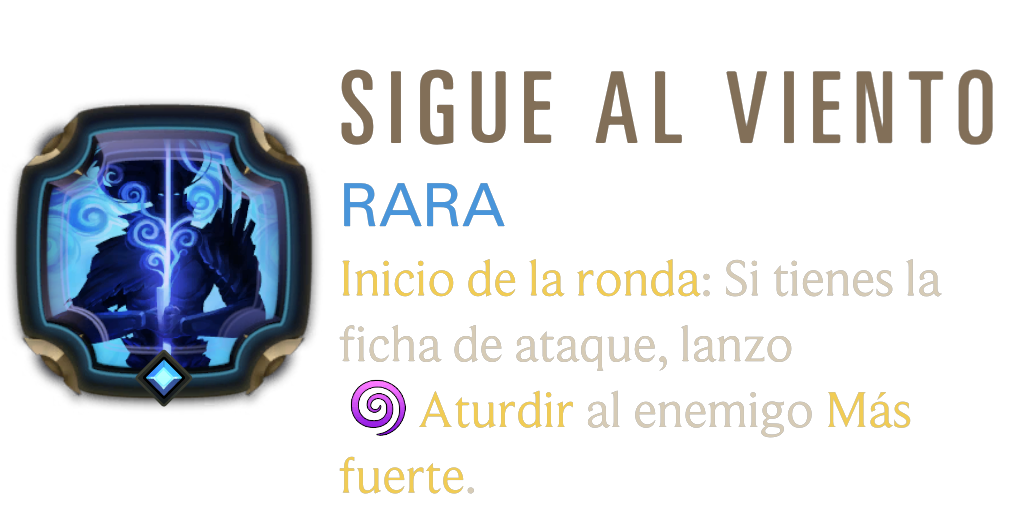 SIGUE AL VIENTO
RARA
Inicio de la ronda: Si tienes la
ficha de ataque, lanzo
Aturdir al enemigo Más
fuerte.